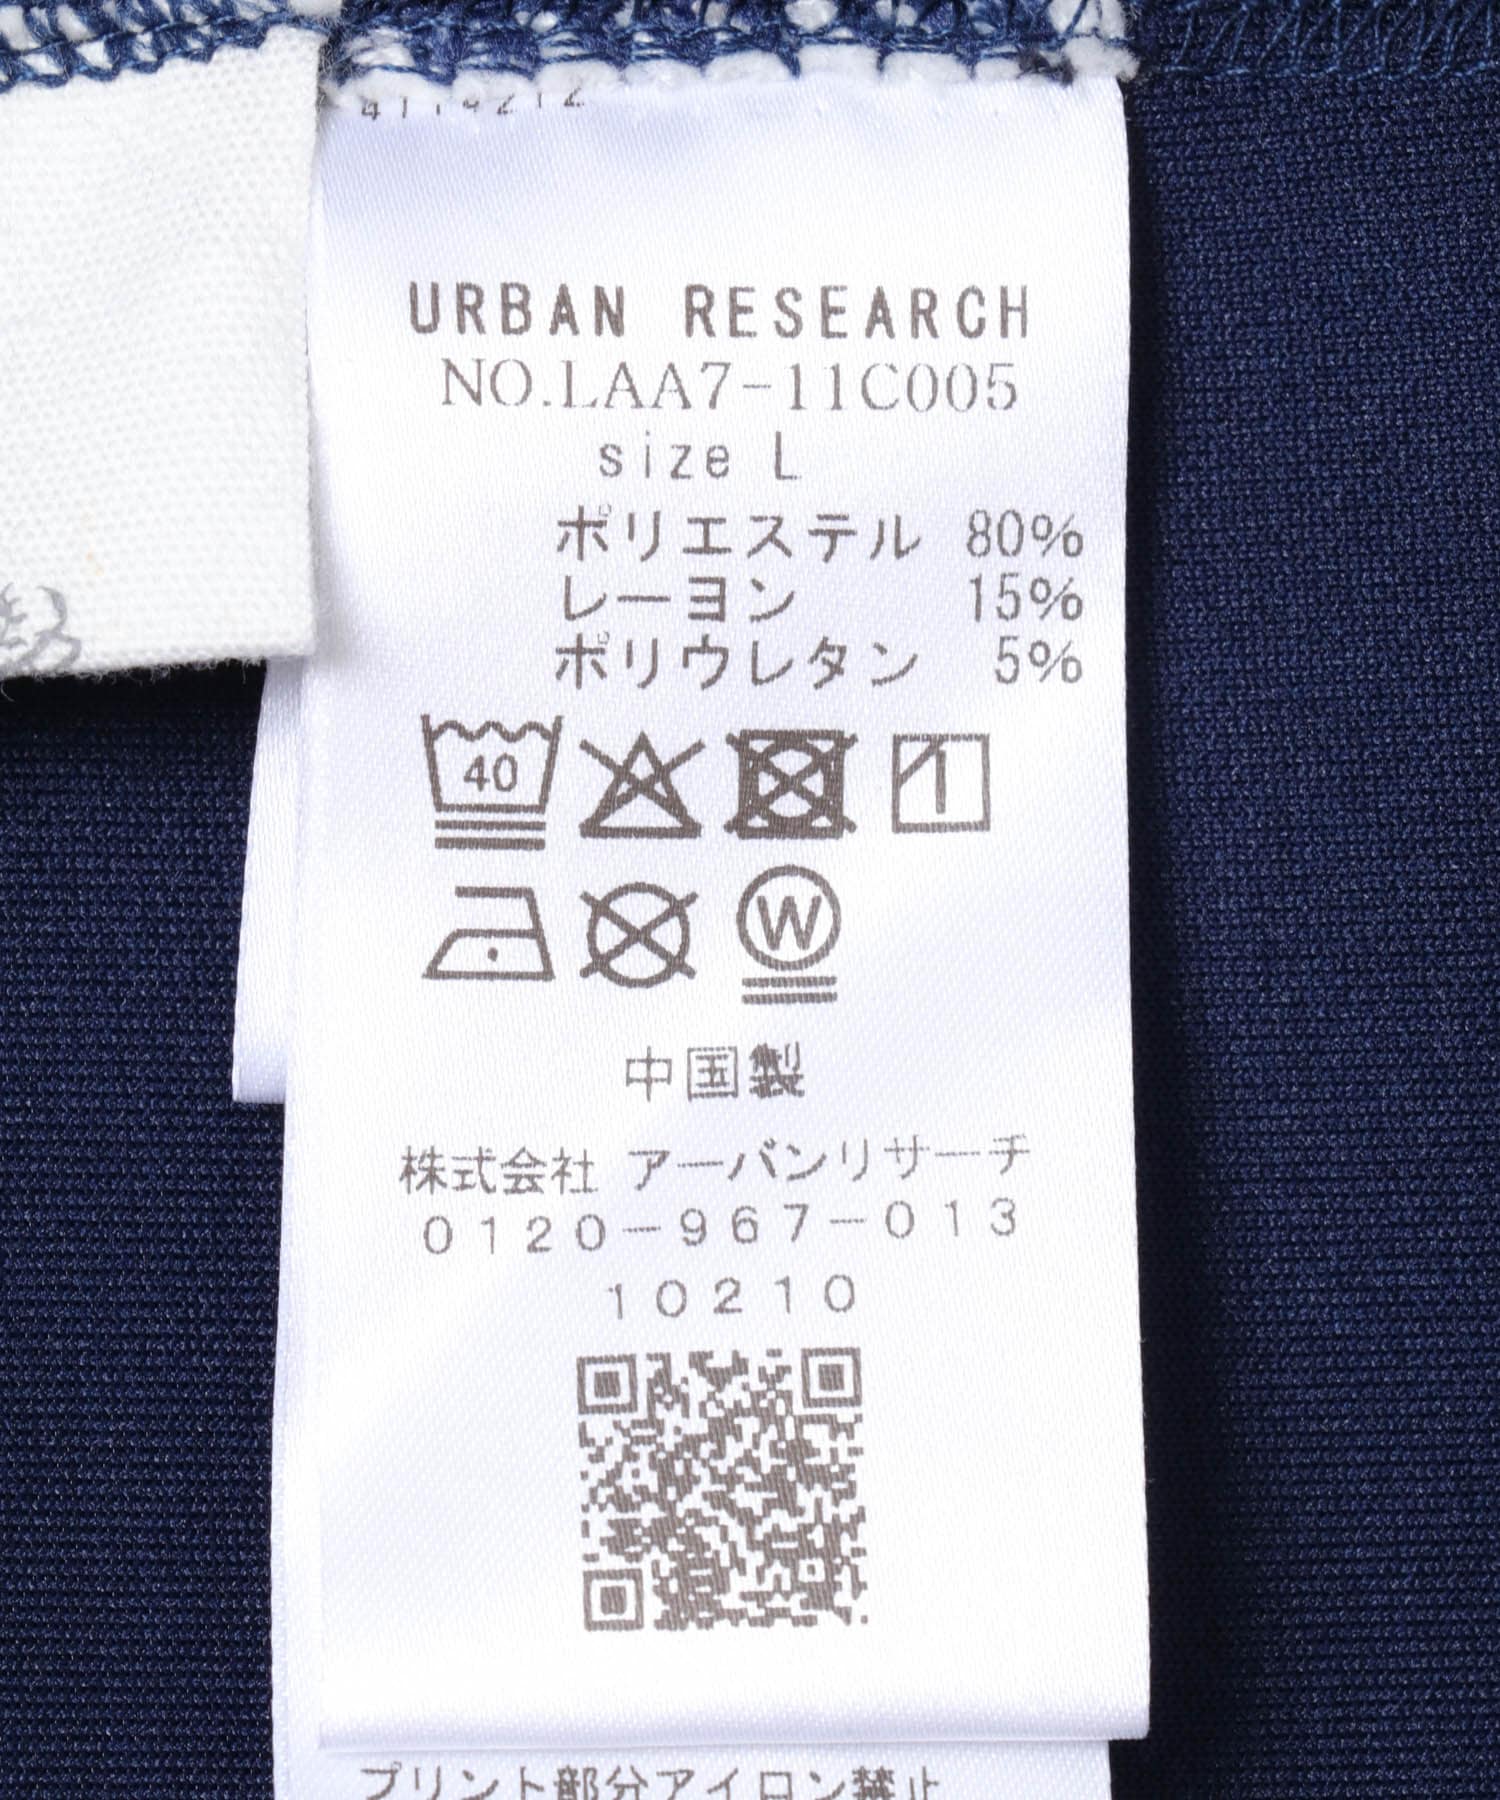 URBAN RESEARCH
NO.LAA7-11C005
size L
ポリエステル 80%
レーヨン 15%
ポリウレタン 5%
40
W
中国製
株式会社 アーバンリサーチ
0120-967-013
10210
プリント部分アイロン禁止